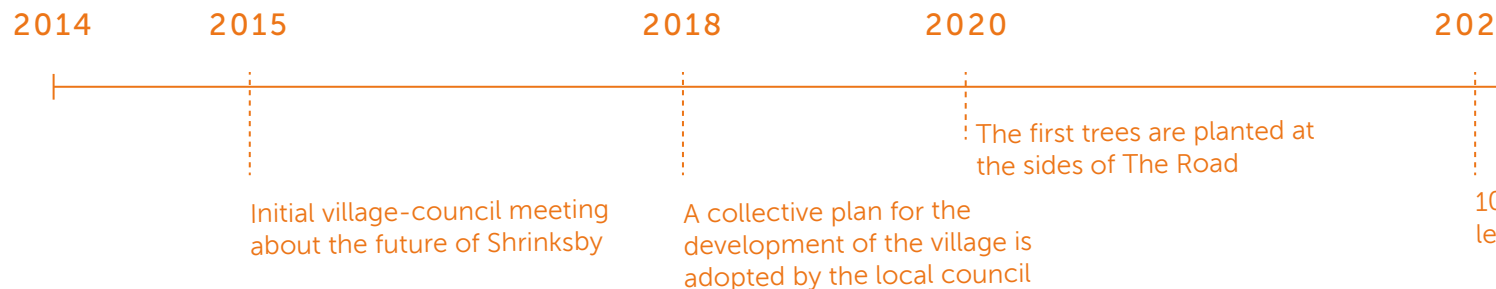 2014 2015 2018 2020
The first trees are planted at
the sides of The Road
Initial village-council meeting
about the future of Shrinksby
A collective plan for the
development of the village is
adopted by the local council